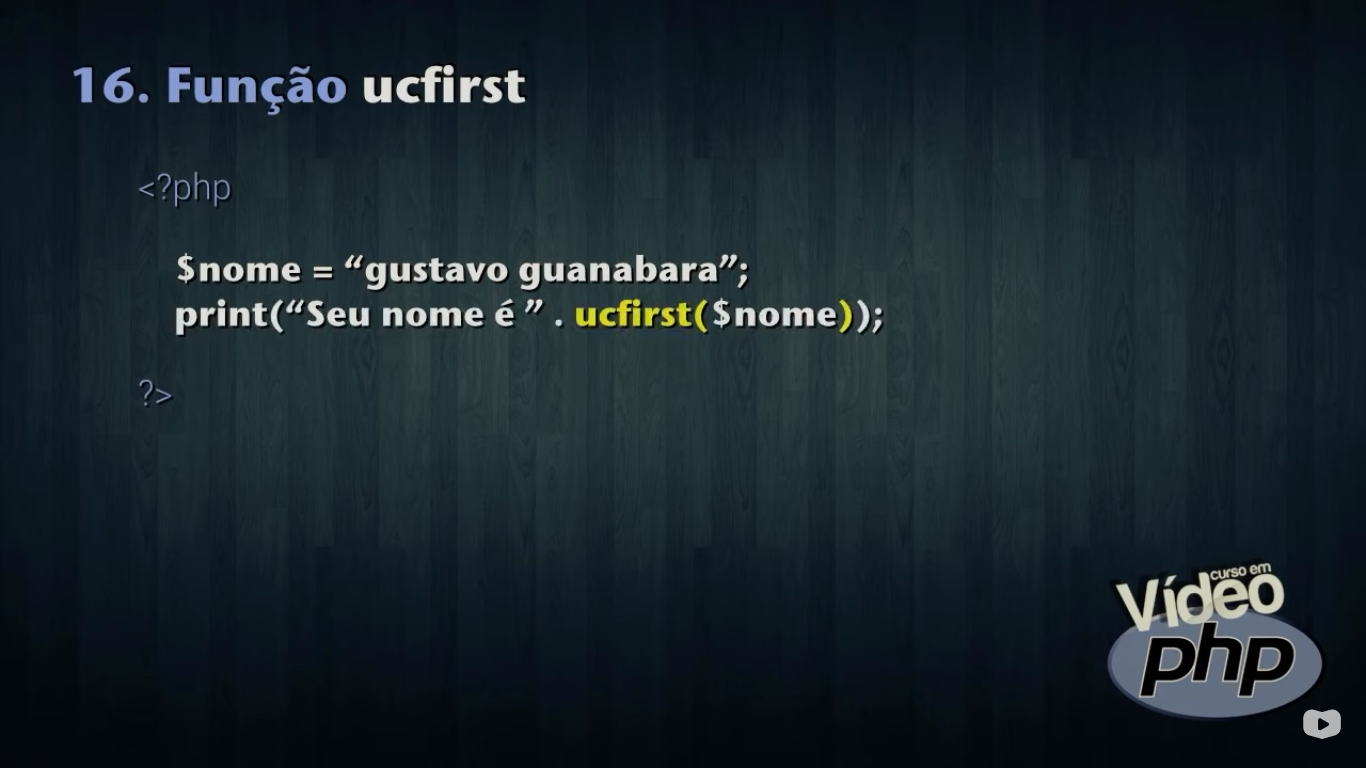 16. Função ucfirst
<?php
$nome = “gustavo guanabara”;
print(“Seu nome é ” . ucfirst($nome));
?>
curso em
Vídeo
php